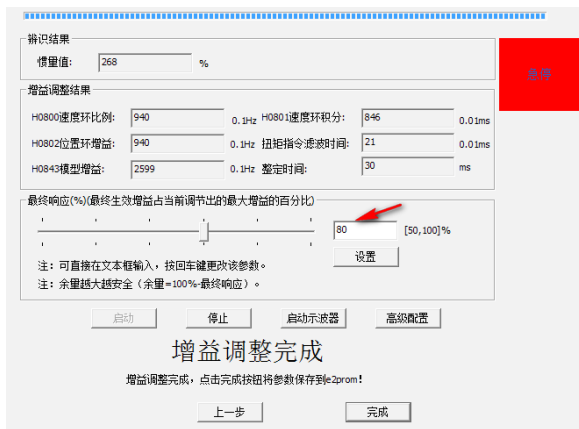 辨识结果
惯量值: 268 %
急停
增益调整结果
H0800速度环比例: 940 0.1Hz H0801速度环积分: 846 0.01ms
H0802位置环增益: 940 0.1Hz 扭矩指令滤波时间: 21 0.01ms
H0843模型增益: 2599 0.1Hz 整定时间: 30 ms
最终响应(%)(最终生效增益占当前调节出的最大增益的百分比)
80 [50,100]%
设置
注: 可直接在文本框输入，按回车键更改该参数。
注: 余里越大越安全（余里=100%-最终响应）。
启动 停止 启动示波器 高级配置
增益调整完成
增益调整完成，点击完成按钮将参数保存到e2prom!
上一步 完成